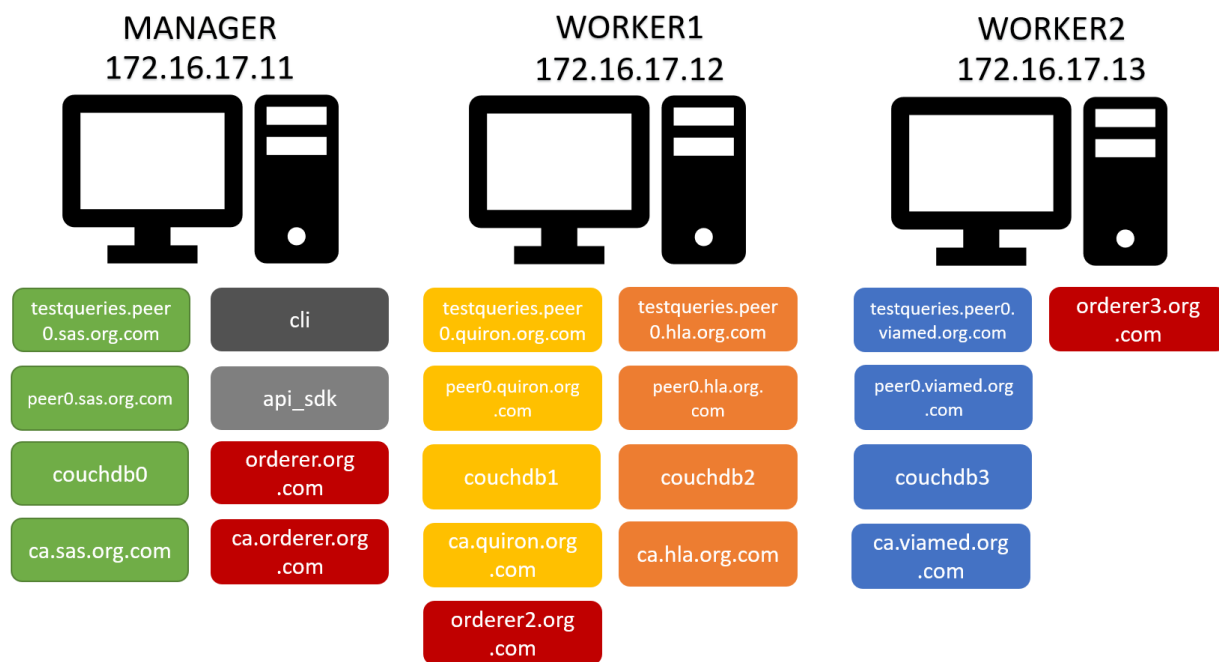 MANAGER
172.16.17.11
WORKER1
172.16.17.12
WORKER2
172.16.17.13
testqueries.peer
0.sas.org.com
cli
peer0.sas.org.com
api_sdk
couchdb0
orderer.org
.com
ca.sas.org.com
ca.orderer.org
.com
testqueries.peer
0.quiron.org.com
testqueries.peer
0.hla.org.com
peer0.quiron.org
.com
peer0.hla.org.
com
couchdb1
couchdb2
ca.quiron.org
.com
ca.hla.org.com
orderer2.org
.com
testqueries.peer0.
viamed.org.com
orderer3.org
.com
peer0.viamed.org
.com
couchdb3
ca.viamed.org
.com